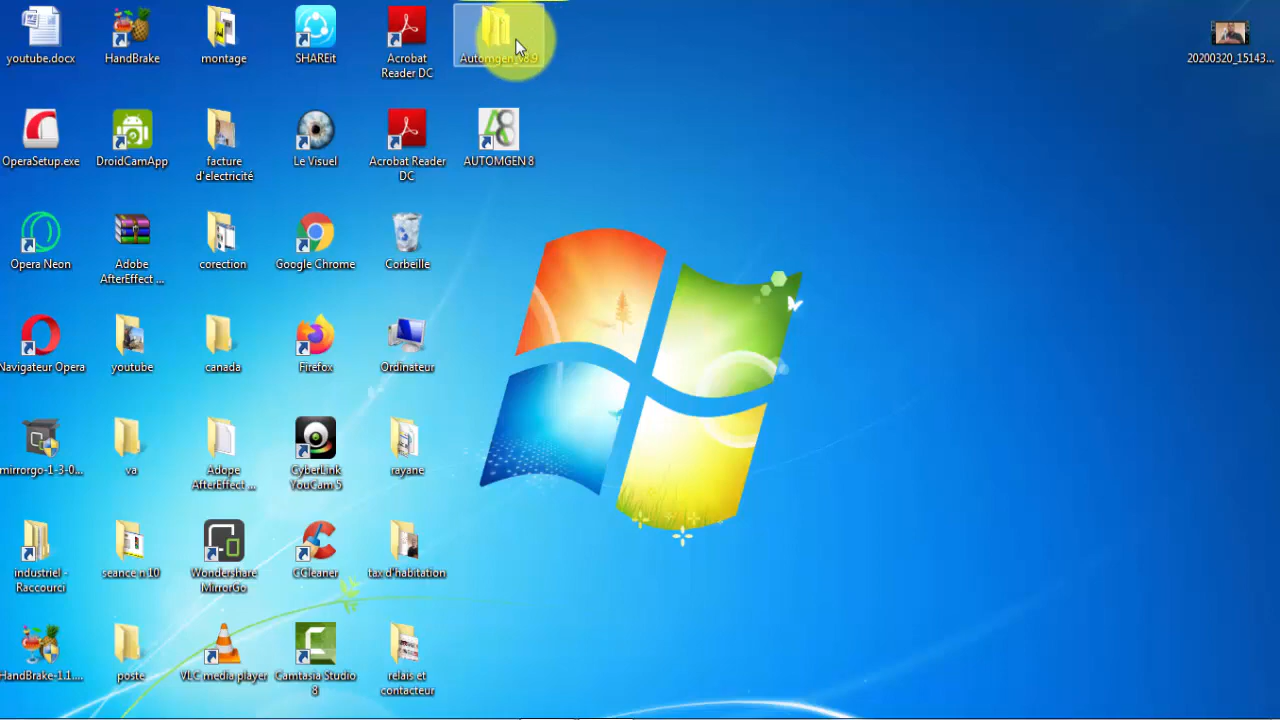 youtube.docx
HandBrake
montage
SHAREit
Acrobat
Reader DC
Automgen_v8.9
20200320_15143...
OperaSetup.exe
DroidCamApp
facture
d'electricité
Le Visuel
Acrobat Reader
DC
AUTOMGEN 8
Opera Neon
Adobe
AfterEffect ...
corection
Google Chrome
Corbeille
Navigateur Opera
youtube
canada
Firefox
Ordinateur
mirrorgo-1-3-0...
va
Adope
AfterEffect ...
CyberLink
YouCam 5
rayane
industriel -
Raccourci
seance n10
Wondershare
MirrorGo
CCleaner
tax d'habitation
HandBrake-1.1....
poste
VLC media player
Camtasia Studio
8
relais et
contacteur